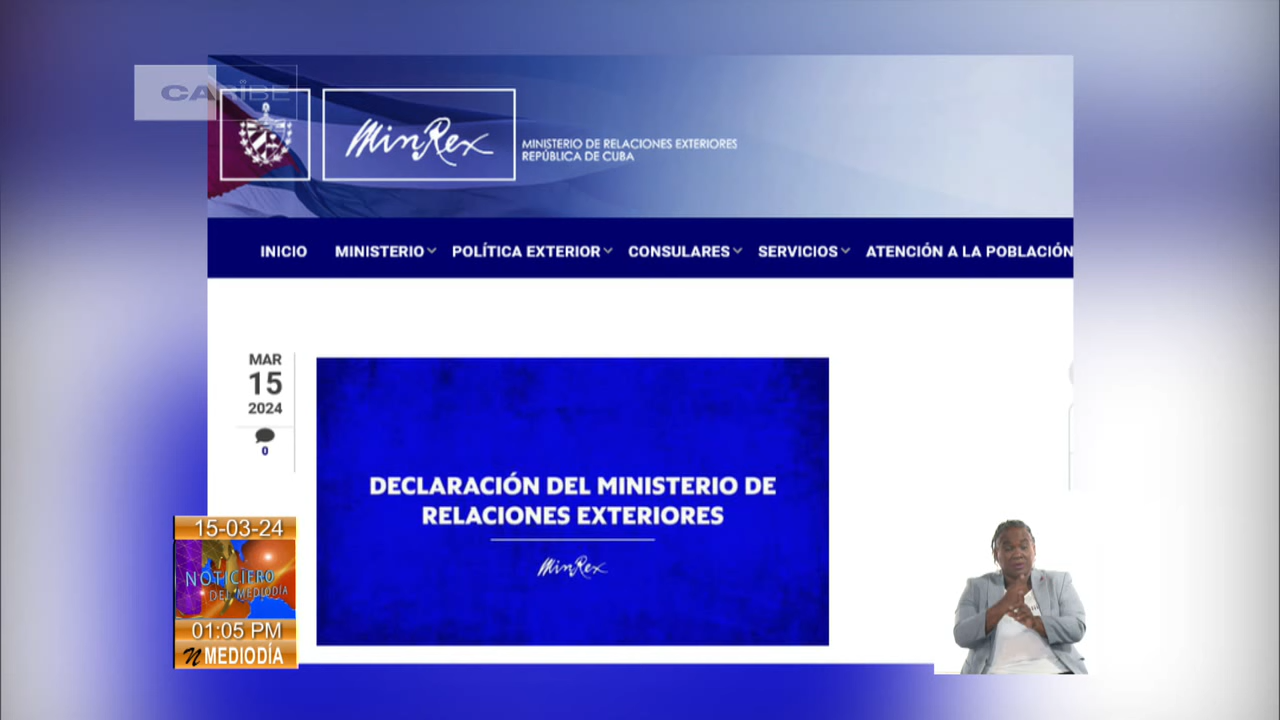 CARIBE
MinRex
MINISTERIO DE RELACIONES EXTERIORES
REPÚBLICA DE CUBA
INICIO MINISTERIO POLÍTICA EXTERIOR CONSULARES SERVICIOS ATENCIÓN A LA POBLACIÓN
MAR
15
2024
0
DECLARACIÓN DEL MINISTERIO DE
RELACIONES EXTERIORES
MinRex
15-03-24
NOTICIERO
DEL MEDIODÍA
01:05 PM
N MEDIODÍA